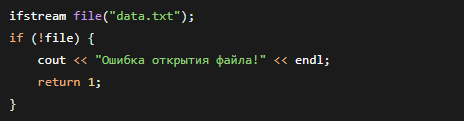 ifstream file("data.txt");
if (!file) {
    cout << "Ошибка открытия файла!" << endl;
    return 1;
}